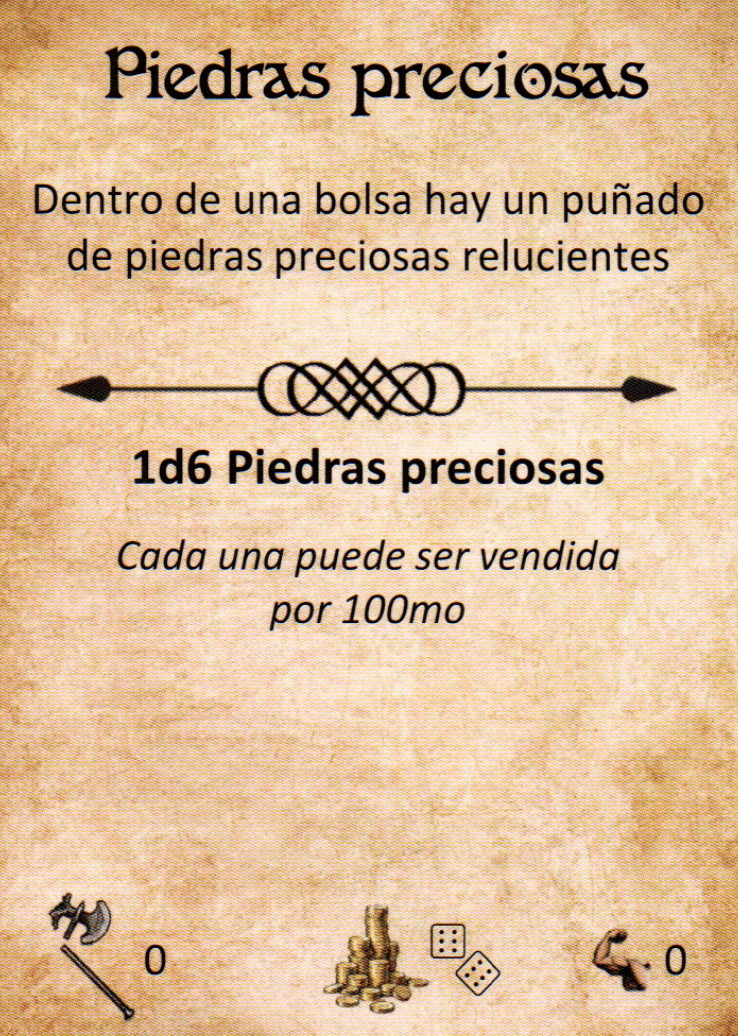 Piedras preciosas
Dentro de una bolsa hay un puñado
de piedras preciosas relucientes
1d6 Piedras preciosas
Cada una puede ser vendida
por 100mo
0
0